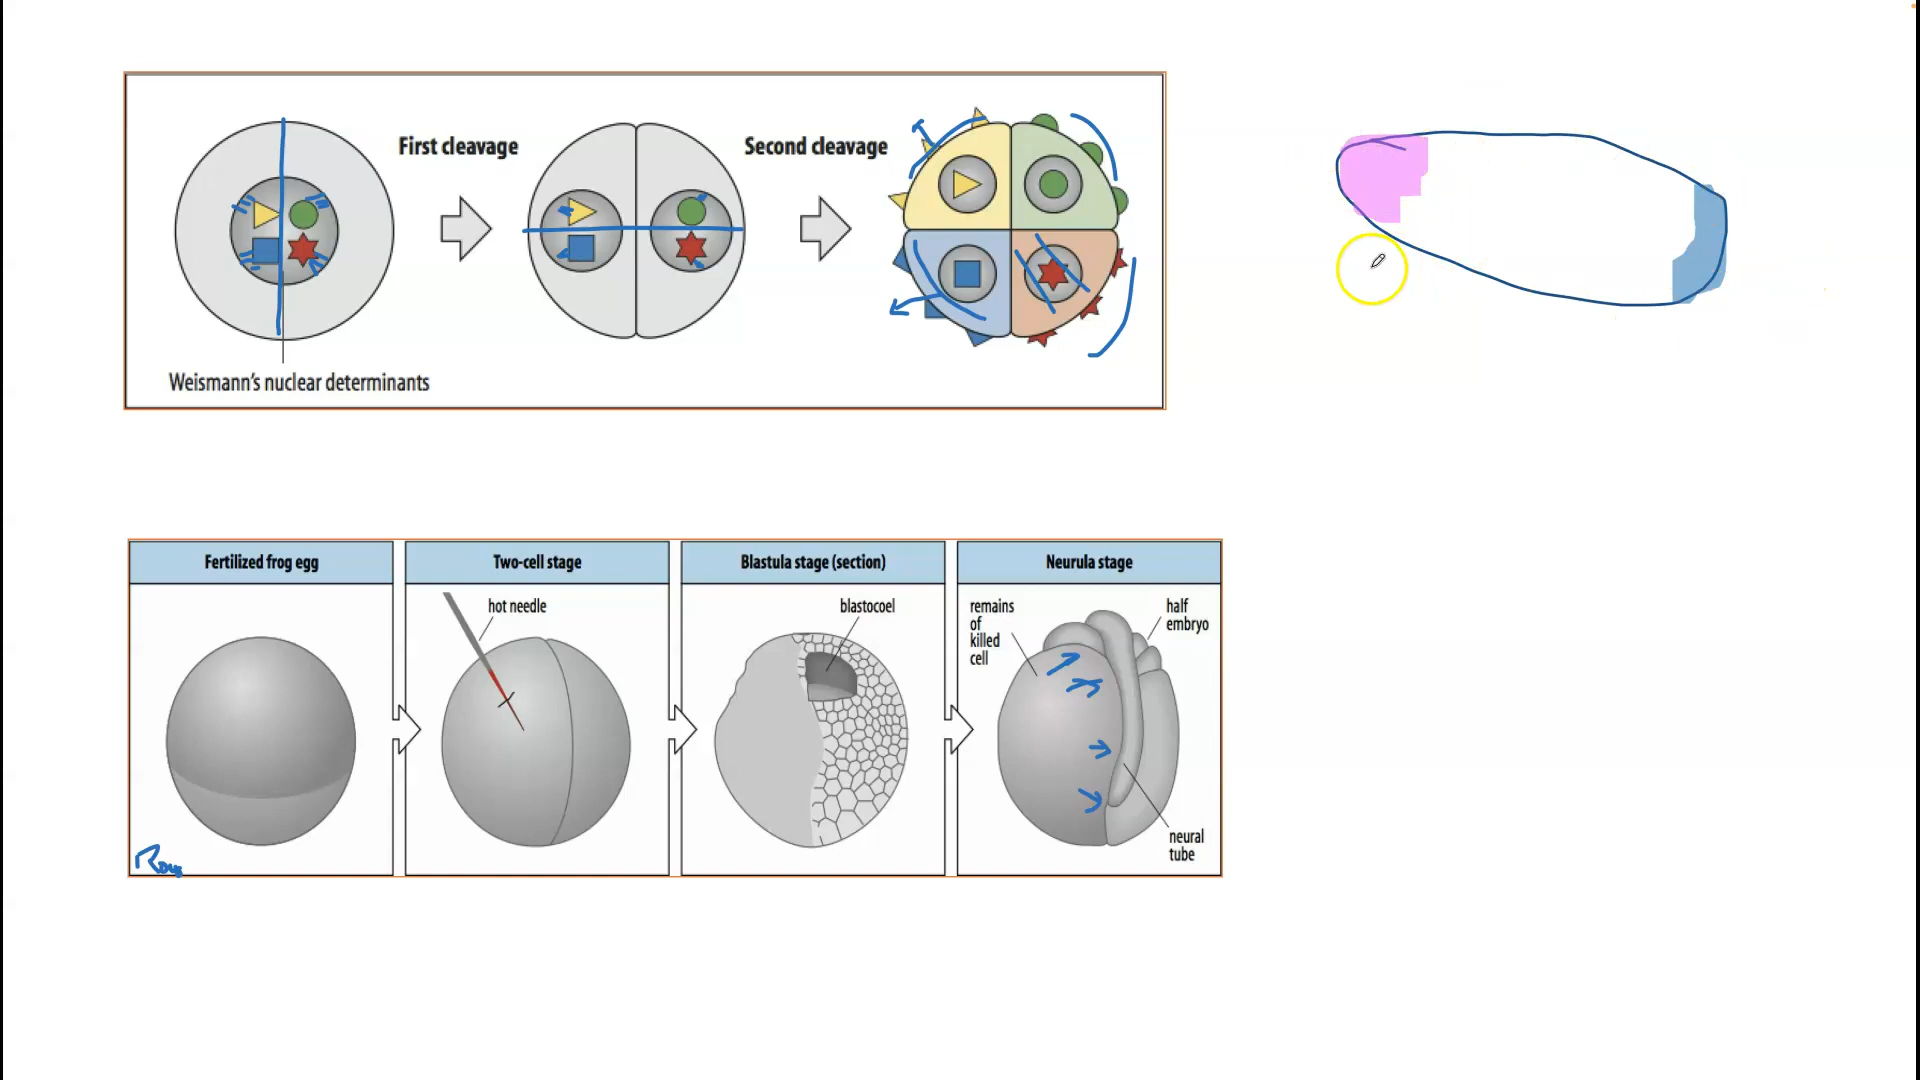 First cleavage
Second cleavage
Weismann's nuclear determinants
Fertilized frog egg
Two-cell stage
Blastula stage (section)
Neurula stage
hot needle
blastocoel
remains
of
killed
cell
half
embryo
neural
tube
Roux